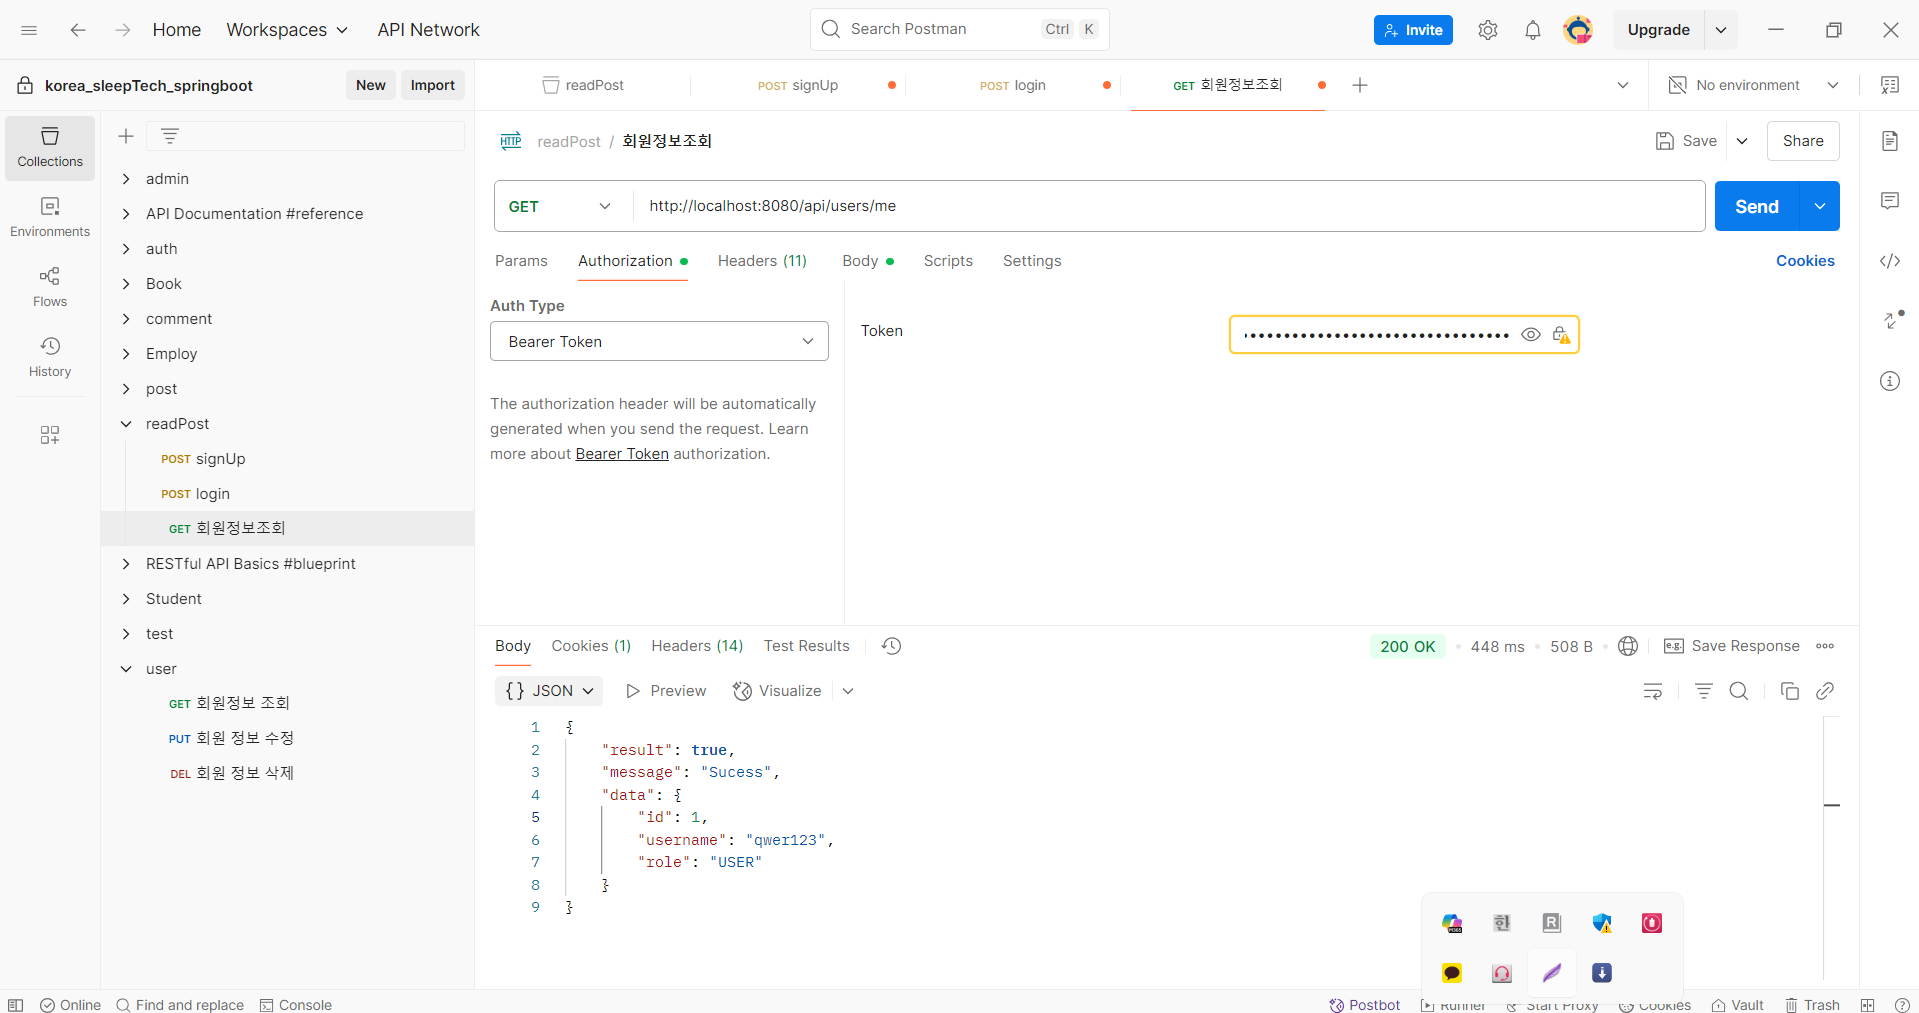 Home
Workspaces
API Network
Search Postman
Ctrl K
Invite
Upgrade
korea_sleepTech_springboot
New
Import
readPost
POST signUp
POST login
GET 회원정보조회
No environment
Collections
Environments
Flows
History
admin
API Documentation #reference
auth
Book
comment
Employ
post
readPost
POST signUp
POST login
GET 회원정보조회
RESTful API Basics #blueprint
Student
test
user
GET 회원정보 조회
PUT 회원 정보 수정
DEL 회원 정보 삭제
HTTP readPost / 회원정보조회
Save
Share
GET
http://localhost:8080/api/users/me
Send
Params
Authorization
Headers (11)
Body
Scripts
Settings
Cookies
Auth Type
Bearer Token
The authorization header will be automatically
generated when you send the request. Learn
more about Bearer Token authorization.
Token
Body
Cookies (1)
Headers (14)
Test Results
200 OK
448 ms
508 B
e.g. Save Response
{} JSON
Preview
Visualize
1 {
2 "result": true,
3 "message": "Sucess",
4 "data": {
5 "id": 1,
6 "username": "qwer123",
7 "role": "USER"
8 }
9 }
M365
한
R
Online
Find and replace
Console
Postbot
Runner
Start Proxy
Cookies
Vault
Trash